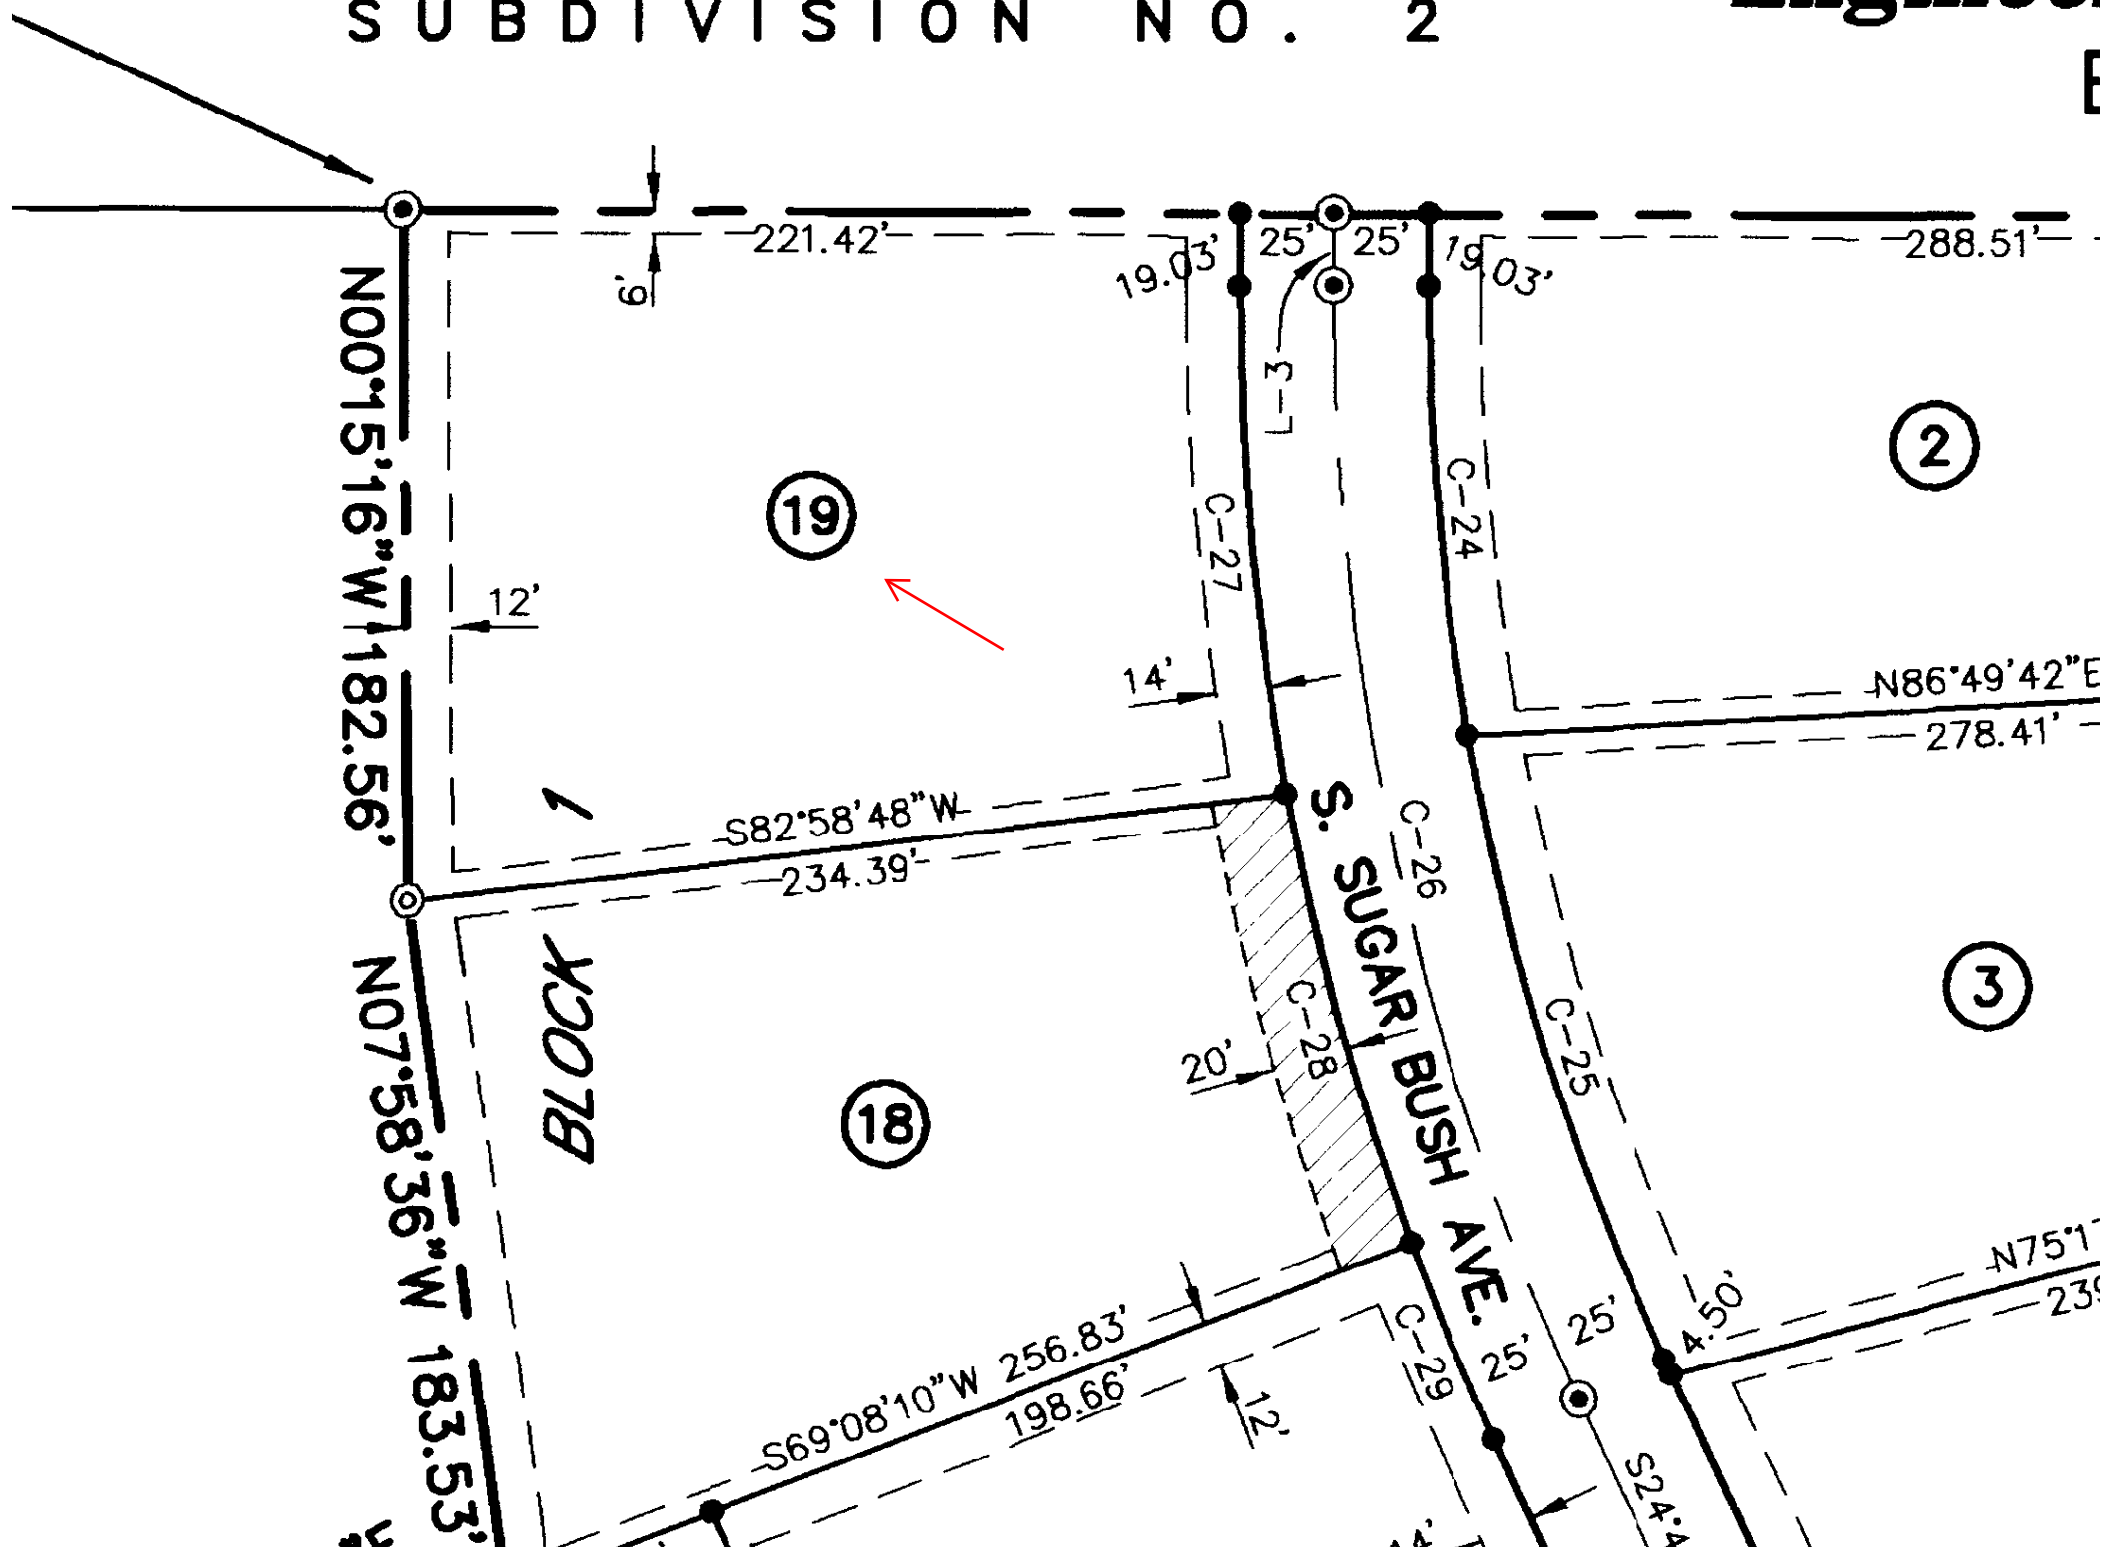 SUBDIVISION NO. 2
221.42'
6'
19.03'
25'
25'
19.03'
288.51'
L-3
N00°15'16"W 182.56'
19
2
C-27
C-24
12'
14'
N86°49'42"E
278.41'
S82°58'48"W
234.39'
BLOCK 1
S. SUGAR BUSH AVE.
C-26
C-28
C-25
3
20'
18
N07°58'36"W 183.53'
S69°08'10"W 256.83'
198.66'
12'
C-29
25'
25'
4.50'